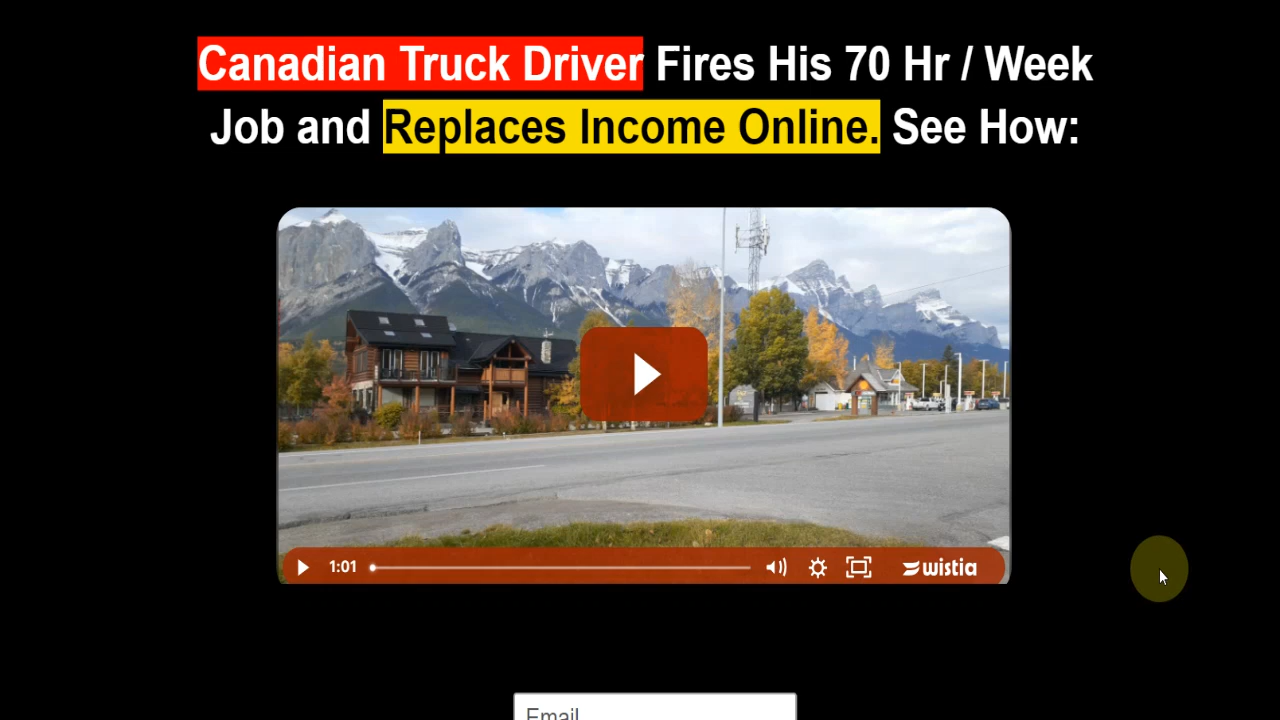 Canadian Truck Driver Fires His 70 Hr / Week
Job and Replaces Income Online. See How:
1:01
wistia
Email